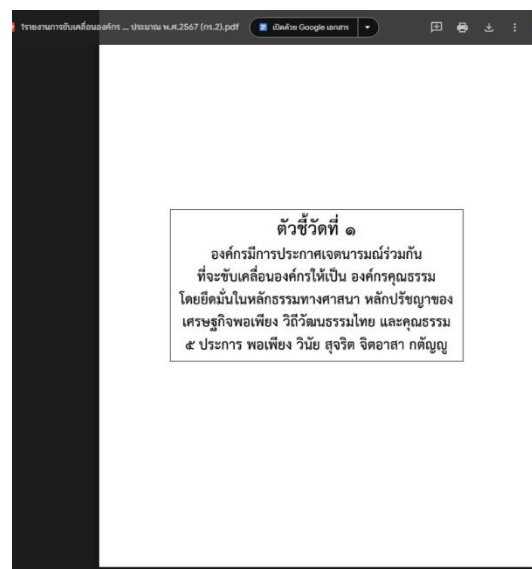 1รายงานการขับเคลื่อนองค์กร ... ประมาณ พ.ศ.2567 (กร.2).pdf
เปิดด้วย Google เอกสาร
ตัวชี้วัดที่ ๑
องค์กรมีการประกาศเจตนารมณ์ร่วมกัน
ที่จะขับเคลื่อนองค์กรให้เป็น องค์กรคุณธรรม
โดยยึดมั่นในหลักธรรมทางศาสนา หลักปรัชญาของ
เศรษฐกิจพอเพียง วิถีวัฒนธรรมไทย และคุณธรรม
๕ ประการ พอเพียง วินัย สุจริต จิตอาสา กตัญญู